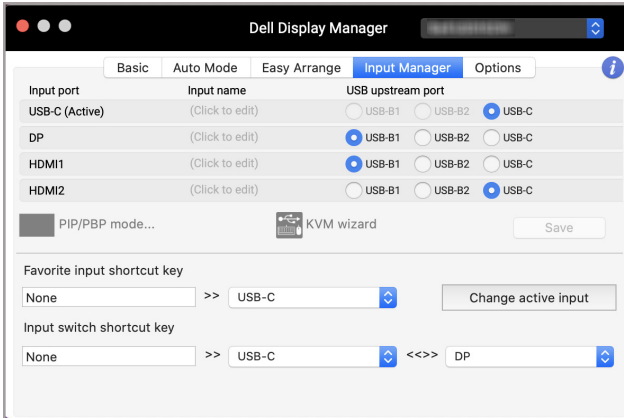 Dell Display Manager
Basic Auto Mode Easy Arrange Input Manager Options i
Input port Input name USB upstream port
USB-C (Active) (Click to edit) USB-B1 USB-B2 USB-C
DP (Click to edit) USB-B1 USB-B2 USB-C
HDMI1 (Click to edit) USB-B1 USB-B2 USB-C
HDMI2 (Click to edit) USB-B1 USB-B2 USB-C
PIP/PBP mode... KVM wizard Save
Favorite input shortcut key
None >> USB-C Change active input
Input switch shortcut key
None >> USB-C <<>> DP